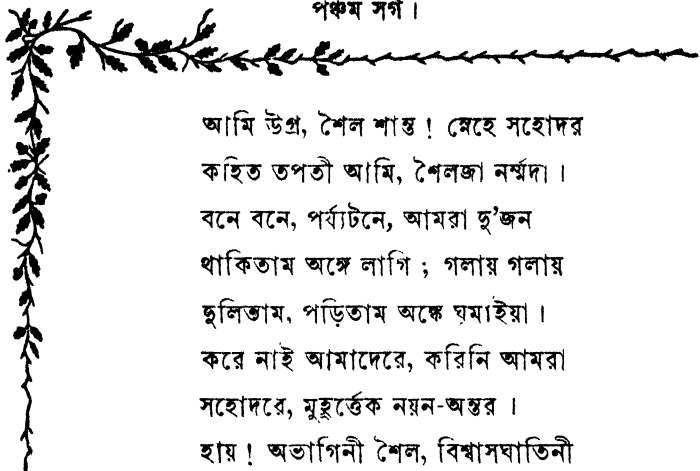 পঞ্চম সর্গ।
আমি উগ্র, শৈল শান্ত ! স্নেহে সহোদর
কহিত তপতী আমি, শৈলজা নর্ম্মদা ।
বনে বনে, পর্য্যটনে, আমরা দু’জন
থাকিতাম অঙ্গে লাগি ; গলায় গলায়
দুলিতাম, পড়িতাম অঙ্কে ঘুমাইয়া ।
করে নাই আমাদেরে, করিনি আমরা
সহোদরে, মুহূর্ত্তেক নয়ন-অন্তর ।
হায় ! অভাগিনী শৈল, বিশ্বাসঘাতিনী